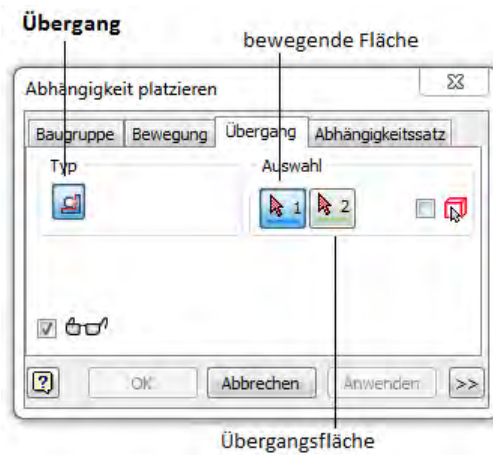 Übergang
bewegende Fläche
Abhängigkeit platzieren
Baugruppe Bewegung Übergang Abhängigkeitssatz
Typ Auswahl
1 2
? OK Abbrechen Anwenden >>
Übergangsfläche